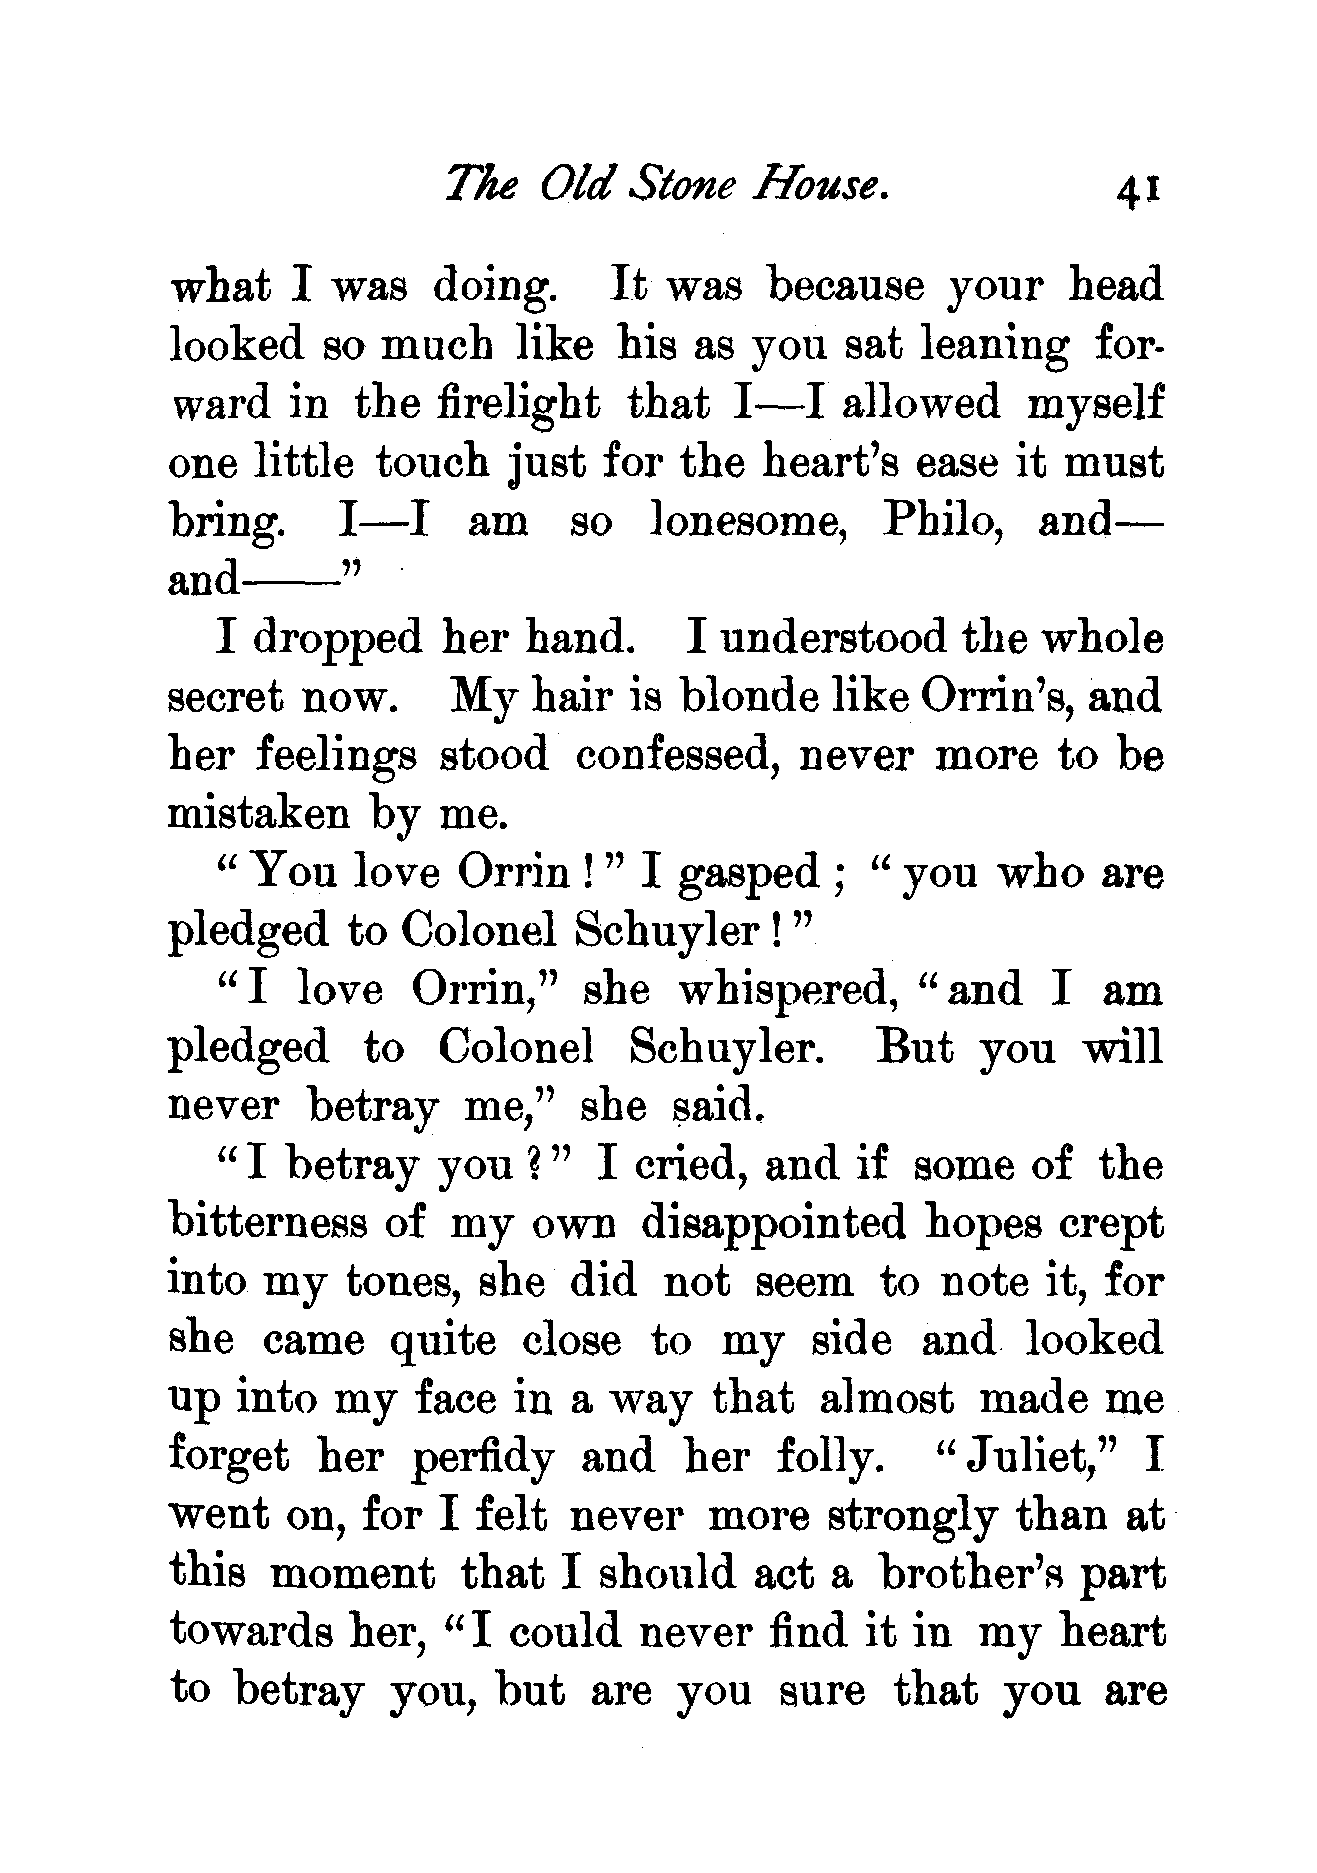 The Old Stone House. 41
what I was doing. It was because your head
looked so much like his as you sat leaning for-
ward in the firelight that I—I allowed myself
one little touch just for the heart's ease it must
bring. I—I am so lonesome, Philo, and—
and——"
I dropped her hand. I understood the whole
secret now. My hair is blonde like Orrin's, and
her feelings stood confessed, never more to be
mistaken by me.
"You love Orrin!" I gasped; "you who are
pledged to Colonel Schuyler!"
"I love Orrin," she whispered, "and I am
pledged to Colonel Schuyler. But you will
never betray me," she said.
"I betray you?" I cried, and if some of the
bitterness of my own disappointed hopes crept
into my tones, she did not seem to note it, for
she came quite close to my side and looked
up into my face in a way that almost made me
forget her perfidy and her folly. "Juliet," I
went on, for I felt never more strongly than at
this moment that I should act a brother's part
towards her, "I could never find it in my heart
to betray you, but are you sure that you are